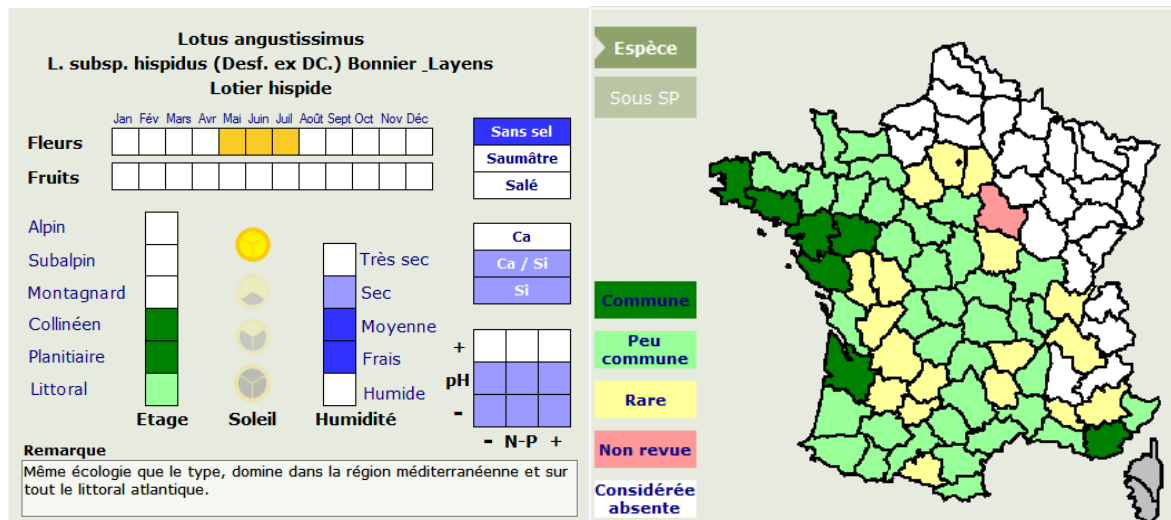 Lotus angustissimus
L. subsp. hispidus (Desf. ex DC.) Bonnier _Layens
Lotier hispide
Jan Fév Mars Avr Mai Juin Juil Août Sept Oct Nov Déc
Fleurs
Fruits
Sans sel
Saumâtre
Salé
Alpin
Subalpin
Montagnard
Collinéen
Planitiaire
Littoral
Etage
Soleil
Très sec
Sec
Moyenne
Frais
Humide
Humidité
Ca
Ca / Si
Si
+
pH
-
- N-P +
Remarque
Même écologie que le type, domine dans la région méditerranéenne et sur
tout le littoral atlantique.
Espèce
Sous SP
Commune
Peu
commune
Rare
Non revue
Considérée
absente